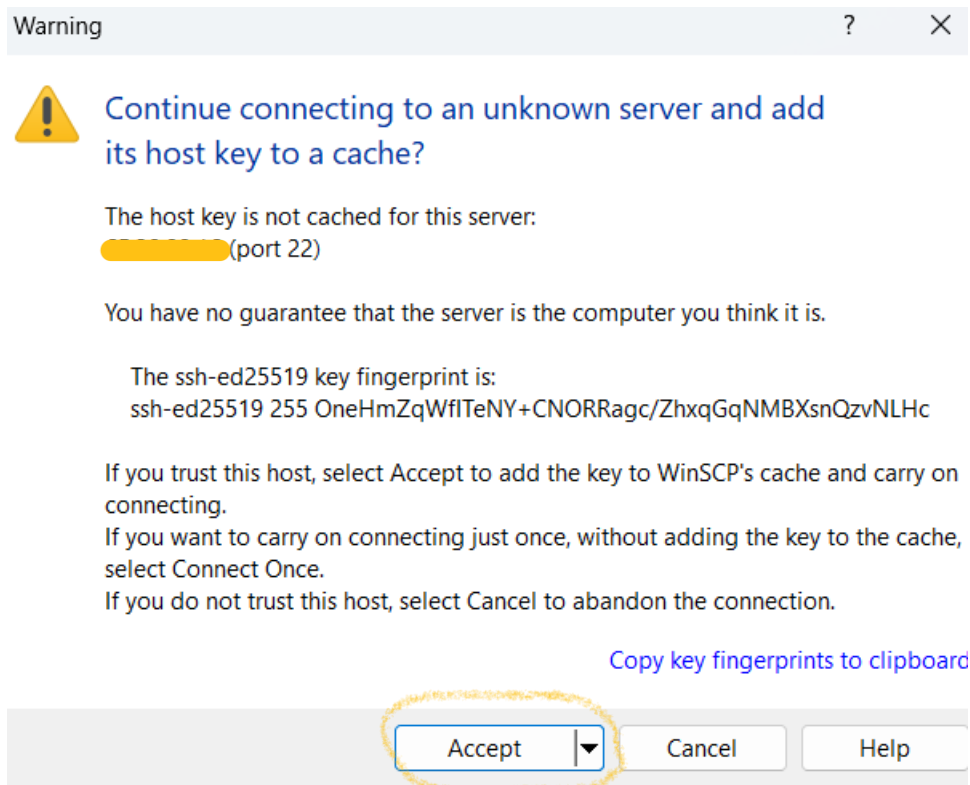 Warning
?
Continue connecting to an unknown server and add
its host key to a cache?
The host key is not cached for this server:
(port 22)
You have no guarantee that the server is the computer you think it is.
The ssh-ed25519 key fingerprint is:
ssh-ed25519 255 OneHmZqWfITeNY+CNORRagc/ZhxqGqNMBXsnQzvNLHc
If you trust this host, select Accept to add the key to WinSCP's cache and carry on
connecting.
If you want to carry on connecting just once, without adding the key to the cache,
select Connect Once.
If you do not trust this host, select Cancel to abandon the connection.
Copy key fingerprints to clipboard
Accept Cancel Help